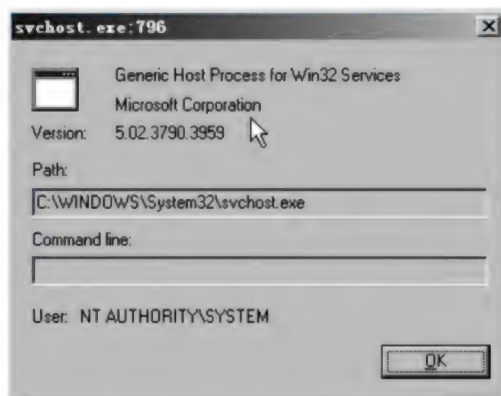 svchost.exe:796
Generic Host Process for Win32 Services
Microsoft Corporation
Version: 5.02.3790.3959
Path:
C:\WINDOWS\System32\svchost.exe
Command line:
User: NT AUTHORITY\SYSTEM
OK